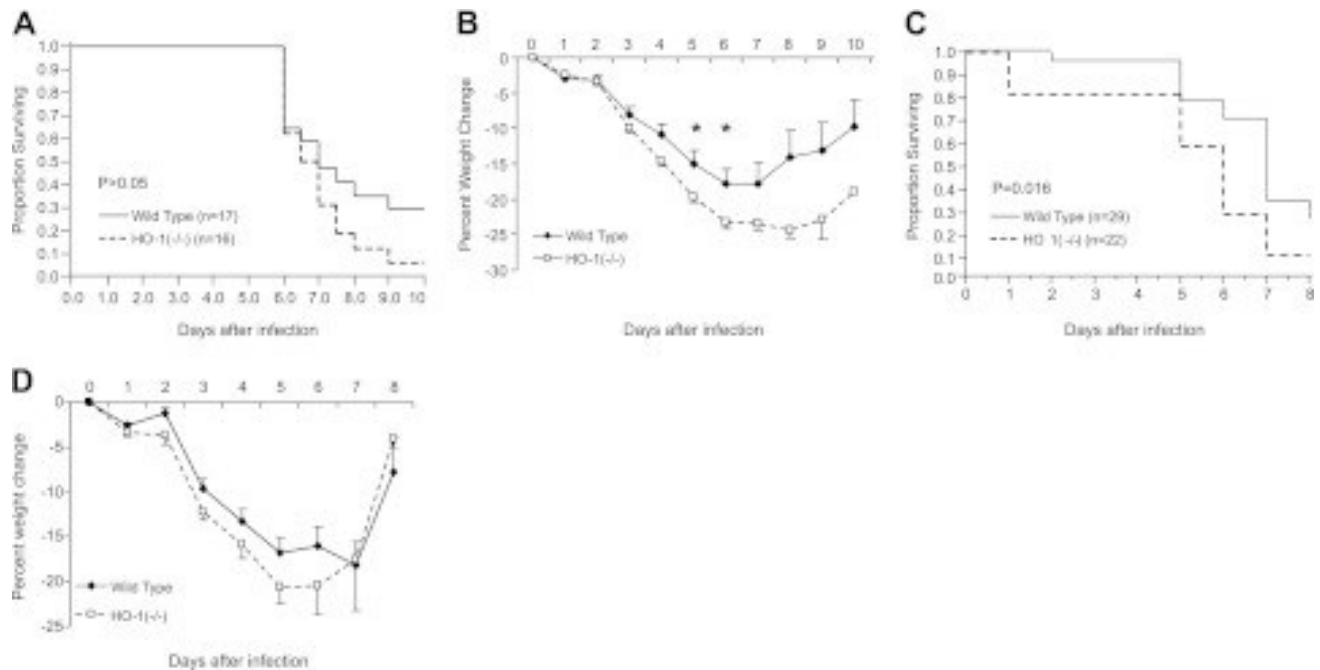 A
1.0
0.9
0.8
0.7
0.6
0.5
0.4
0.3
0.2
0.1
0.0
Proportion Surviving
P>0.05
Wild Type (n=17)
HO-1(-/-) (n=16)
0.0 1.0 2.0 3.0 4.0 5.0 6.0 7.0 8.0 9.0 10
Days after infection
B
0 1 2 3 4 5 6 7 8 9 10
0
-5
-10
-15
-20
-25
-30
Percent Weight Change
* *
Wild Type
HO-1(-/-)
Days after infection
C
1.0
0.9
0.8
0.7
0.6
0.5
0.4
0.3
0.2
0.1
0.0
Proportion Surviving
P=0.016
Wild Type (n=29)
HO 1( -/-) (n=22)
0 1 2 3 4 5 6 7 8
Days after infection
D
0 1 2 3 4 5 6 7 8
0
-5
-10
-15
-20
-25
Percent weight change
Wild Type
HO-1(-/-)
Days after infection